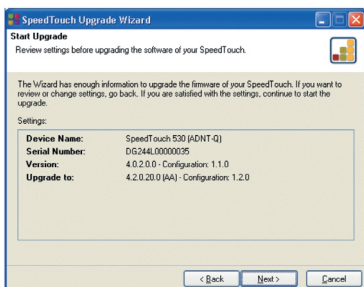 SpeedTouch Upgrade Wizard
Start Upgrade
Review settings before upgrading the software of your SpeedTouch.
The Wizard has enough information to upgrade the firmware of your SpeedTouch. If you want to
review or change settings, go back. If you are satisfied with the settings, continue to start the
upgrade.
Settings:
Device Name: SpeedTouch 530 (ADNT-Q)
Serial Number: DG244L00000035
Version: 4.0.2.0.0 - Configuration: 1.1.0
Upgrade to: 4.2.0.20.0 (AA) - Configuration: 1.2.0
< Back Next > Cancel